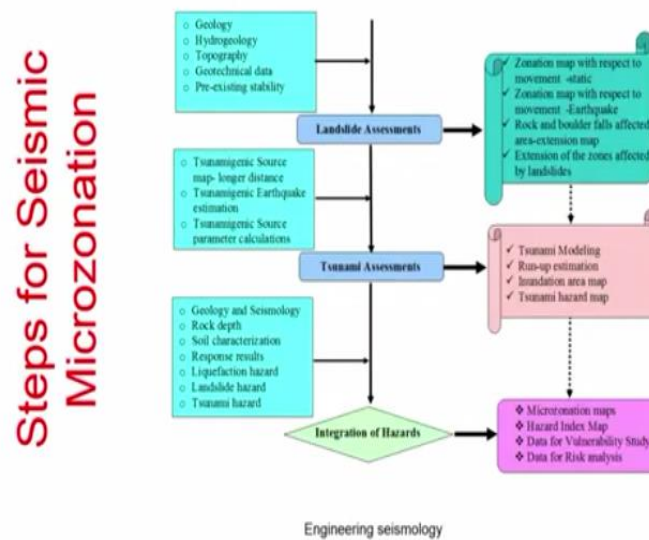 Steps for Seismic
Microzonation
Geology
Hydrogeology
Topography
Geotechnical data
Pre-existing stability
Landslide Assessments
Zonation map with respect to
movement -static
Zonation map with respect to
movement -Earthquake
Rock and boulder falls affected
area-extension map
Extension of the zones affected
by landslides
Tsunamigenic Source
map- longer distance
Tsunamigenic Earthquake
estimation
Tsunamigenic Source
parameter calculations
Tsunami Assessments
Tsunami Modeling
Run-up estimation
Inundation area map
Tsunami hazard map
Geology and Seismology
Rock depth
Soil characterization
Response results
Liquefaction hazard
Landslide hazard
Tsunami hazard
Integration of Hazards
Microzonation maps
Hazard Index Map
Data for Vulnerability Study
Data for Risk analysis
Engineering seismology